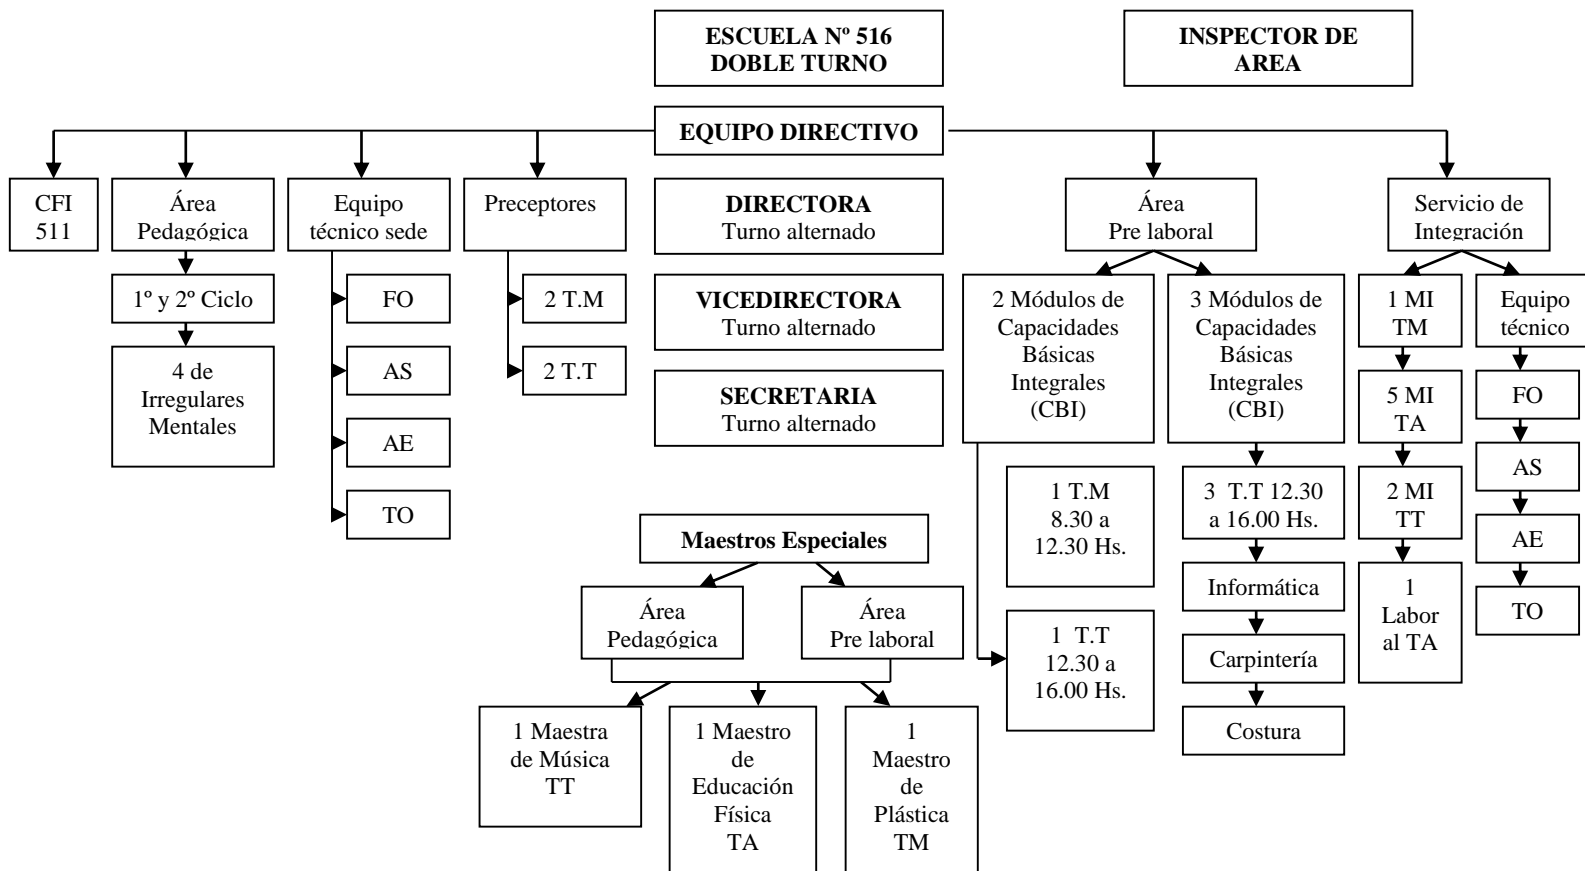 ESCUELA Nº 516
DOBLE TURNO
INSPECTOR DE
AREA
EQUIPO DIRECTIVO
CFI
511
Área
Pedagógica
Equipo
técnico sede
Preceptores
DIRECTORA
Turno alternado
Área
Pre laboral
Servicio de
Integración
1º y 2º Ciclo
FO
2 T.M
VICEDIRECTORA
Turno alternado
2 Módulos de
Capacidades
Básicas
Integrales
(CBI)
3 Módulos de
Capacidades
Básicas
Integrales
(CBI)
1 MI
TM
Equipo
técnico
4 de
Irregulares
Mentales
AS
2 T.T
SECRETARIA
Turno alternado
5 MI
TA
FO
AE
AS
TO
1 T.M
8.30 a
12.30 Hs.
3 T.T 12.30
a 16.00 Hs.
2 MI
TT
AE
Maestros Especiales
Informática
1
Labor
al TA
TO
Área
Pedagógica
Área
Pre laboral
1 T.T
12.30 a
16.00 Hs.
Carpintería
Costura
1 Maestra
de Música
TT
1 Maestro
de
Educación
Física
TA
1
Maestro
de
Plástica
TM